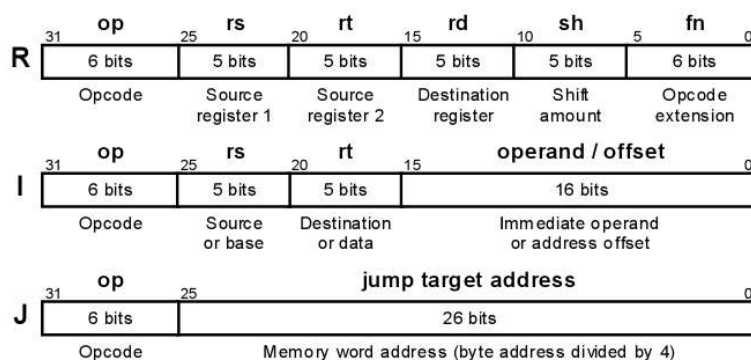 op rs rt rd sh fn
31 25 20 15 10 5 0
R 6 bits 5 bits 5 bits 5 bits 5 bits 6 bits
Opcode Source Source Destination Shift Opcode
register 1 register 2 register amount extension
op rs rt operand / offset
31 25 20 15 0
I 6 bits 5 bits 5 bits 16 bits
Opcode Source Destination Immediate operand
or base or data or address offset
op jump target address
31 25 0
J 6 bits 26 bits
Opcode Memory word address (byte address divided by 4)